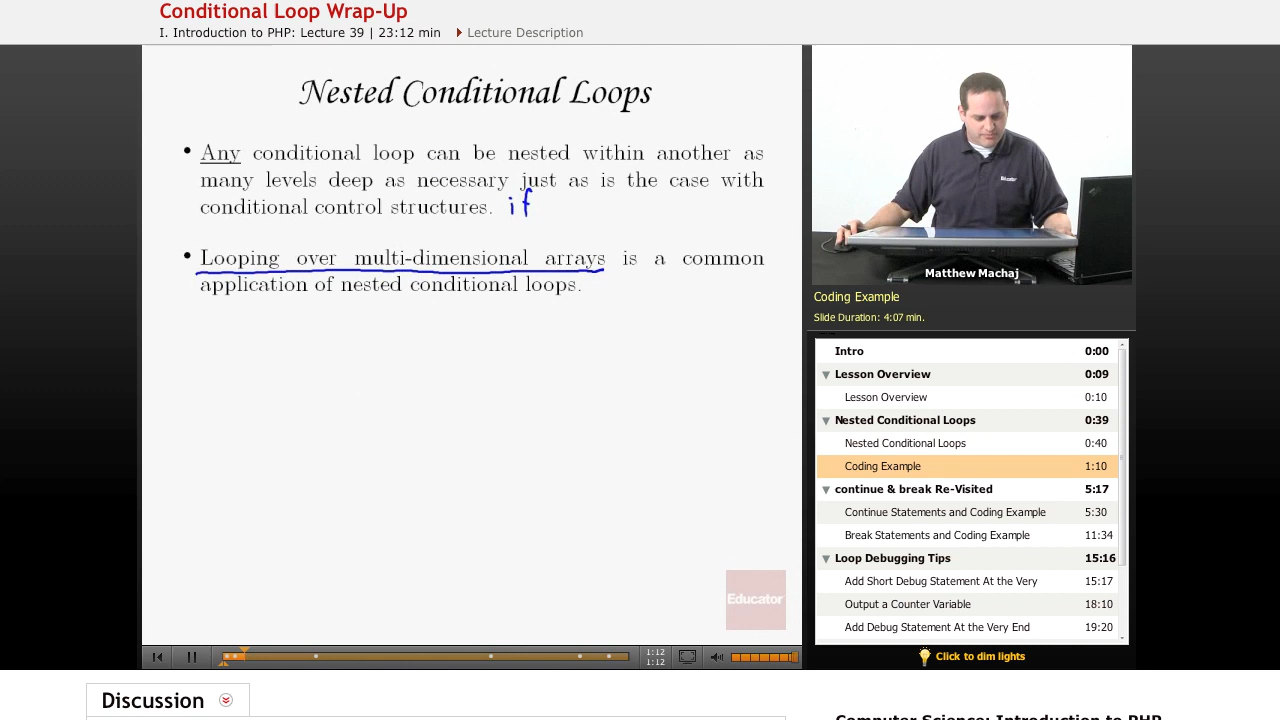 Conditional Loop Wrap-Up
I. Introduction to PHP: Lecture 39 | 23:12 min
Lecture Description
Nested Conditional Loops
• Any conditional loop can be nested within another as
many levels deep as necessary just as is the case with
conditional control structures. if
• Looping over multi-dimensional arrays is a common
application of nested conditional loops.
Educator
1:12
1:12
Educator
Matthew Machaj
Coding Example
Slide Duration: 4:07 min.
Intro 0:00
Lesson Overview 0:09
Lesson Overview 0:10
Nested Conditional Loops 0:39
Nested Conditional Loops 0:40
Coding Example 1:10
continue & break Re-Visited 5:17
Continue Statements and Coding Example 5:30
Break Statements and Coding Example 11:34
Loop Debugging Tips 15:16
Add Short Debug Statement At the Very 15:17
Output a Counter Variable 18:10
Add Debug Statement At the Very End 19:20
Click to dim lights
Discussion
Computer Science: Introduction to PHP